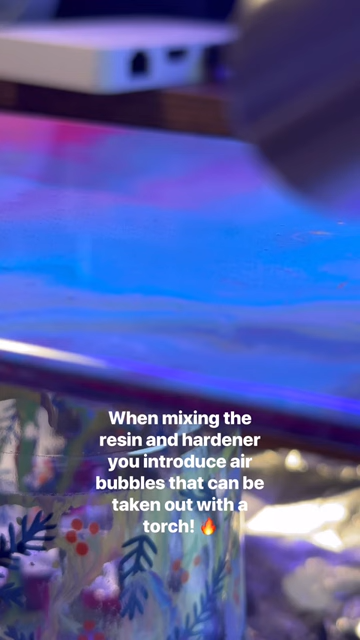 When mixing the
resin and hardener
you introduce air
bubbles that can be
taken out with a
torch! 🔥